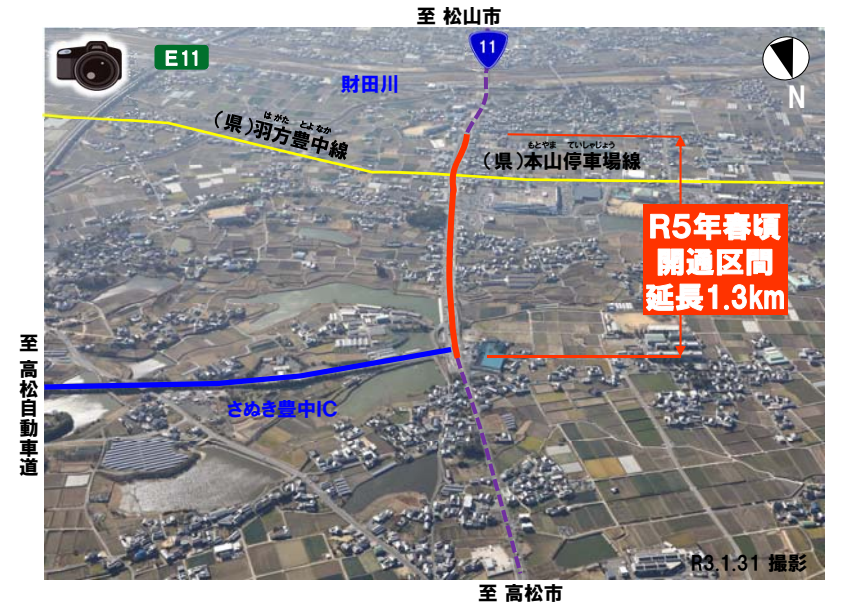 至 松山市
E11
11
財田川
N
はがた とよなか
（県）羽方豊中線
もとやま ていしゃじょう
（県）本山停車場線
R5年春頃
開通区間
延長1.3km
至 高松自動車道
さぬき豊中IC
R3.1.31 撮影
至 高松市